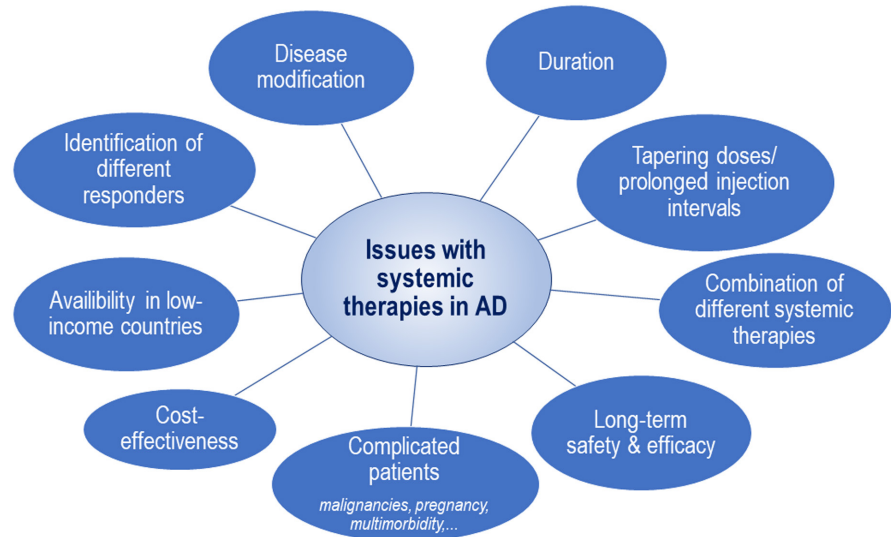 Disease
modification
Duration
Identification of
different
responders
Tapering doses/
prolonged injection
intervals
Issues with
systemic
therapies in AD
Availibility in low-
income countries
Combination of
different systemic
therapies
Cost-
effectiveness
Complicated
patients
malignancies, pregnancy,
multimorbidity,...
Long-term
safety & efficacy